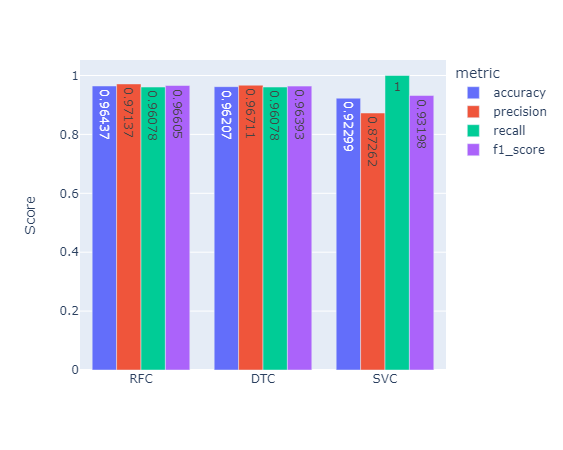 metric
accuracy
precision
recall
f1_score
Score
1
0.8
0.6
0.4
0.2
0
0.96437
0.97137
0.96078
0.96605
0.96207
0.96711
0.96078
0.96393
0.92299
0.87262
1
0.93198
RFC
DTC
SVC